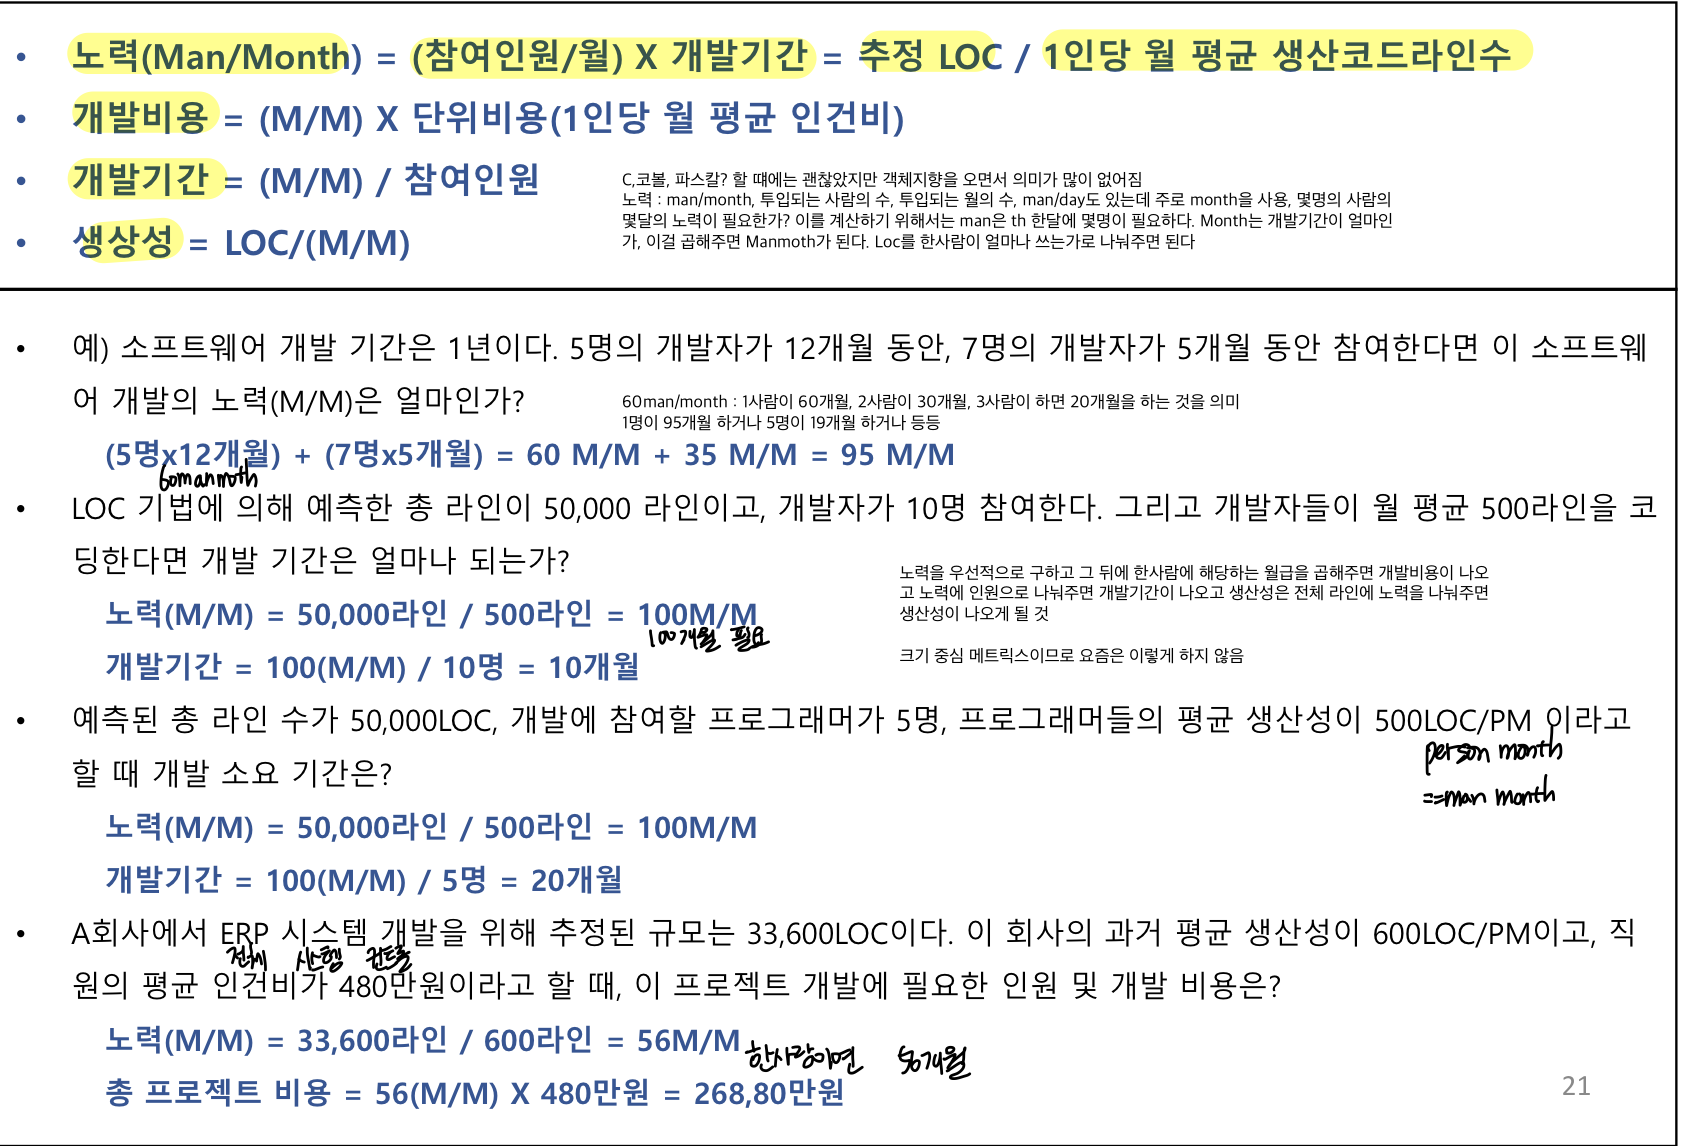 • 노력(Man/Month) = (참여인원/월) X 개발기간 = 추정 LOC / 1인당 월 평균 생산코드라인수
• 개발비용 = (M/M) X 단위비용(1인당 월 평균 인건비)
• 개발기간 = (M/M) / 참여인원
• 생상성 = LOC/(M/M)
C,코볼, 파스칼? 할 떄에는 괜찮았지만 객체지향을 오면서 의미가 많이 없어짐
노력 : man/month, 투입되는 사람의 수, 투입되는 월의 수, man/day도 있는데 주로 month을 사용, 몇명의 사람의
몇달의 노력이 필요한가? 이를 계산하기 위해서는 man은 th 한달에 몇명이 필요하다. Month는 개발기간이 얼마인
가, 이걸 곱해주면 Manmoth가 된다. Loc를 한사람이 얼마나 쓰는가로 나눠주면 된다
• 예) 소프트웨어 개발 기간은 1년이다. 5명의 개발자가 12개월 동안, 7명의 개발자가 5개월 동안 참여한다면 이 소프트웨
어 개발의 노력(M/M)은 얼마인가?
60man/month : 1사람이 60개월, 2사람이 30개월, 3사람이 하면 20개월을 하는 것을 의미
1명이 95개월 하거나 5명이 19개월 하거나 등등
(5명x12개월) + (7명x5개월) = 60 M/M + 35 M/M = 95 M/M
60manmoth
• LOC 기법에 의해 예측한 총 라인이 50,000 라인이고, 개발자가 10명 참여한다. 그리고 개발자들이 월 평균 500라인을 코
딩한다면 개발 기간은 얼마나 되는가?
노력을 우선적으로 구하고 그 뒤에 한사람에 해당하는 월급을 곱해주면 개발비용이 나오
고 노력에 인원으로 나눠주면 개발기간이 나오고 생산성은 전체 라인에 노력을 나눠주면
생산성이 나오게 될 것
크기 중심 메트릭스이므로 요즘은 이렇게 하지 않음
노력(M/M) = 50,000라인 / 500라인 = 100M/M
100개월 필요
개발기간 = 100(M/M) / 10명 = 10개월
• 예측된 총 라인 수가 50,000LOC, 개발에 참여할 프로그래머가 5명, 프로그래머들의 평균 생산성이 500LOC/PM 이라고
person month
할 때 개발 소요 기간은?
==man month
노력(M/M) = 50,000라인 / 500라인 = 100M/M
개발기간 = 100(M/M) / 5명 = 20개월
• A회사에서 ERP 시스템 개발을 위해 추정된 규모는 33,600LOC이다. 이 회사의 과거 평균 생산성이 600LOC/PM이고, 직
전체 시스템 컨트롤
원의 평균 인건비가 480만원이라고 할 때, 이 프로젝트 개발에 필요한 인원 및 개발 비용은?
노력(M/M) = 33,600라인 / 600라인 = 56M/M
한사람이면 56개월
총 프로젝트 비용 = 56(M/M) X 480만원 = 268,80만원
21